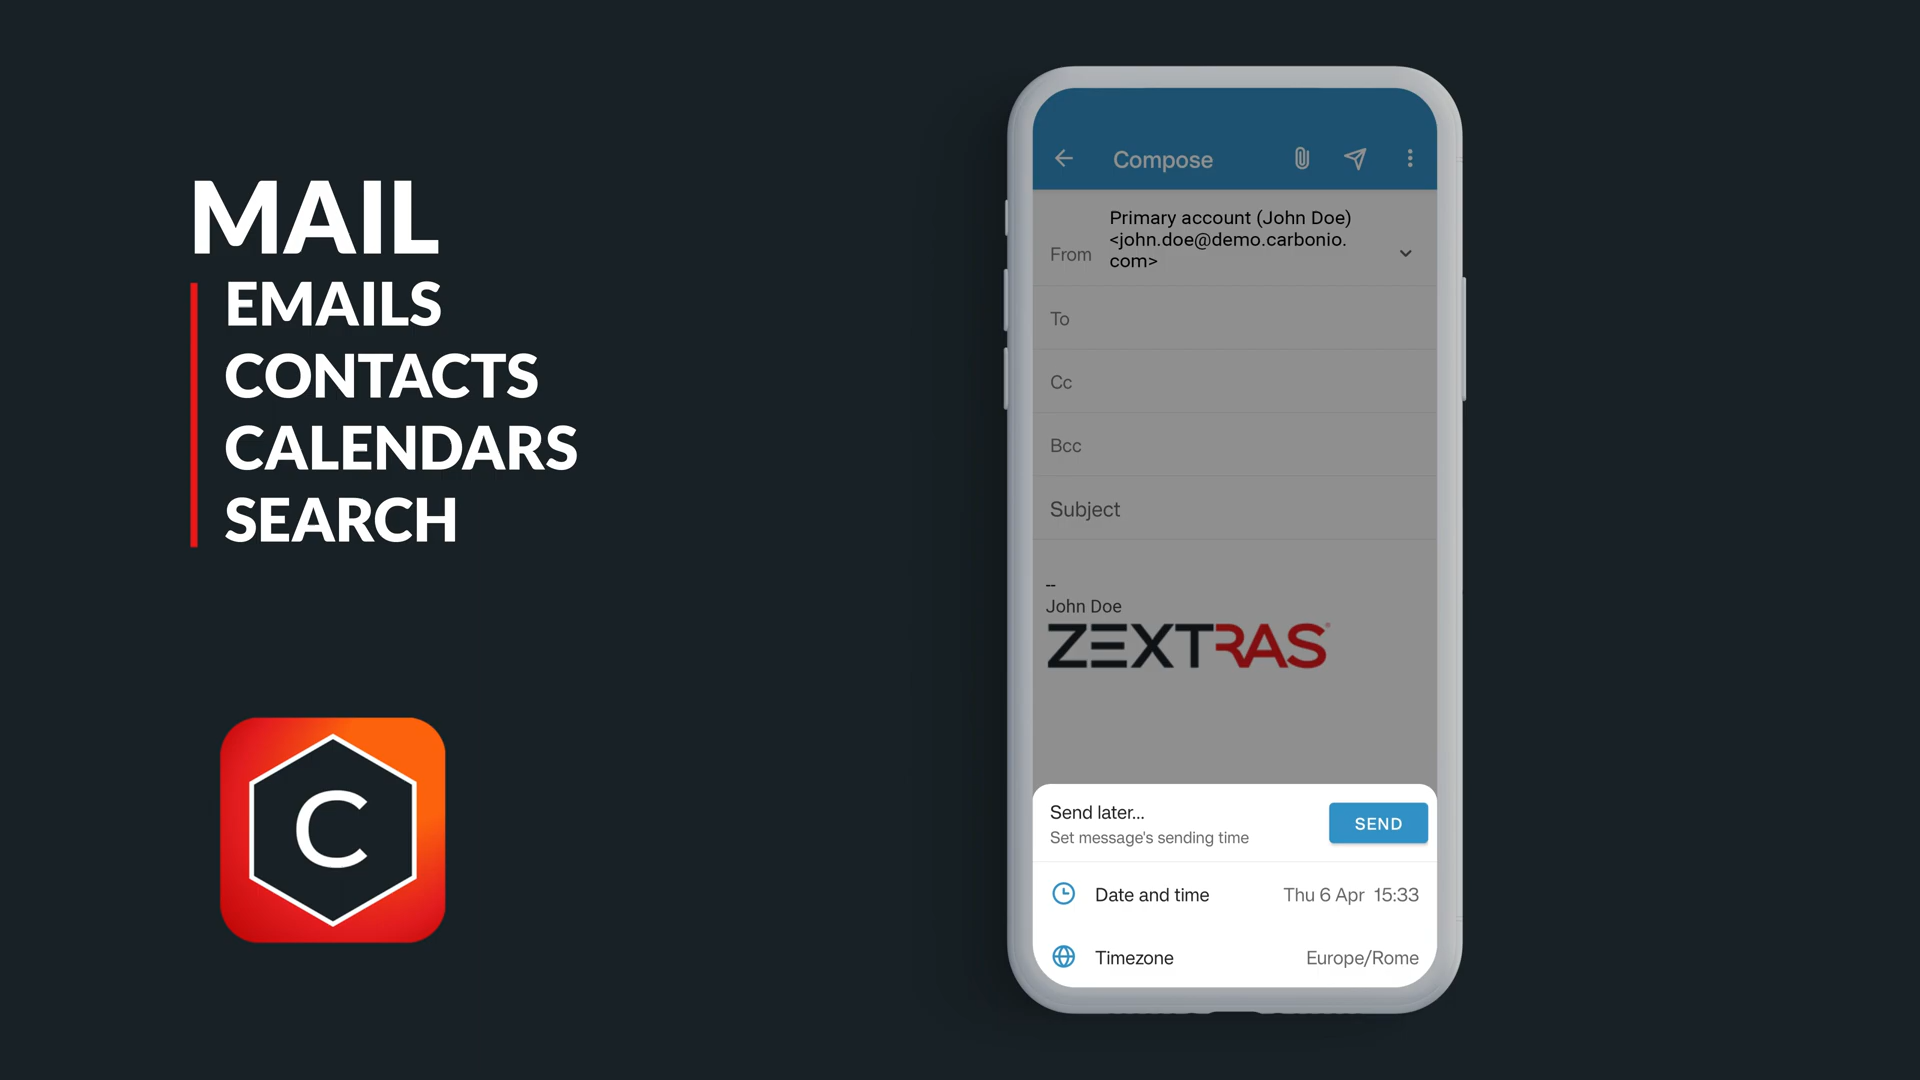 MAIL
EMAILS
CONTACTS
CALENDARS
SEARCH
C
Compose
Primary account (John Doe)
<john.doe@demo.carbonio.
com>
From
To
Cc
Bcc
Subject
--
John Doe
ZEXTRAS®
Send later...
Set message's sending time
SEND
Date and time Thu 6 Apr 15:33
Timezone Europe/Rome